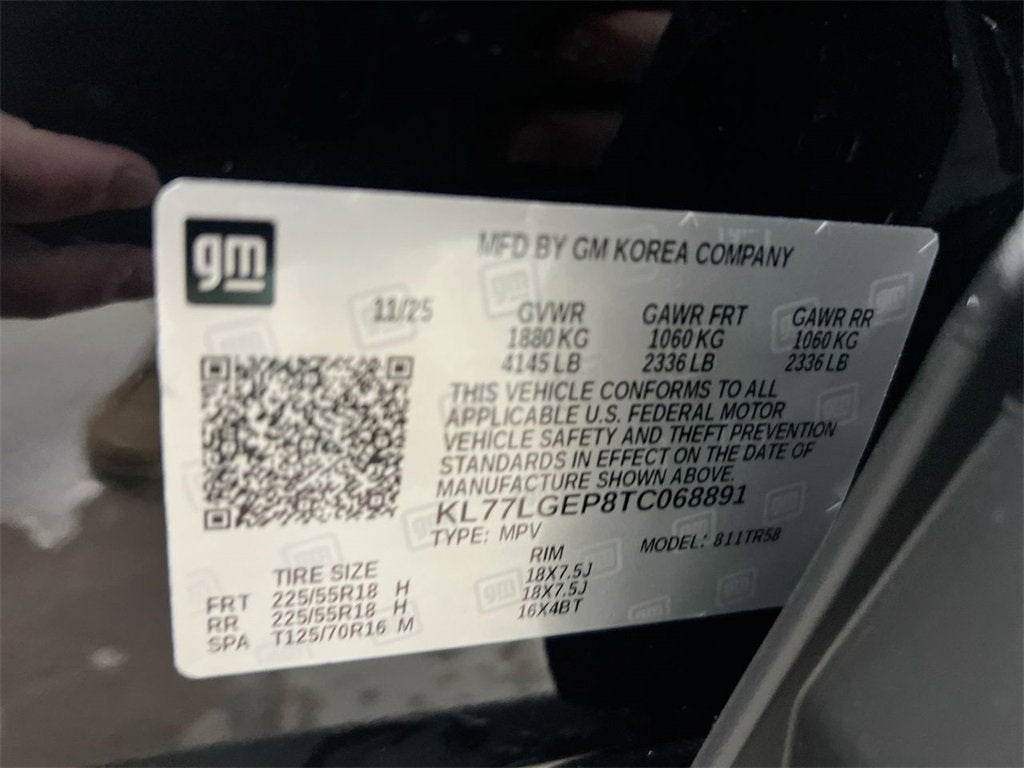 gm
MFD BY GM KOREA COMPANY
11/25 GVWR GAWR FRT GAWR RR
1880 KG 1060 KG 1060 KG
4145 LB 2336 LB 2336 LB
THIS VEHICLE CONFORMS TO ALL
APPLICABLE U.S. FEDERAL MOTOR
VEHICLE SAFETY AND THEFT PREVENTION
STANDARDS IN EFFECT ON THE DATE OF
MANUFACTURE SHOWN ABOVE.
KL77LGEP8TC068891
TYPE: MPV MODEL: 811TR58
TIRE SIZE RIM
FRT 225/55R18 H 18X7.5J
RR 225/55R18 H 18X7.5J
SPA T125/70R16 M 16X4BT